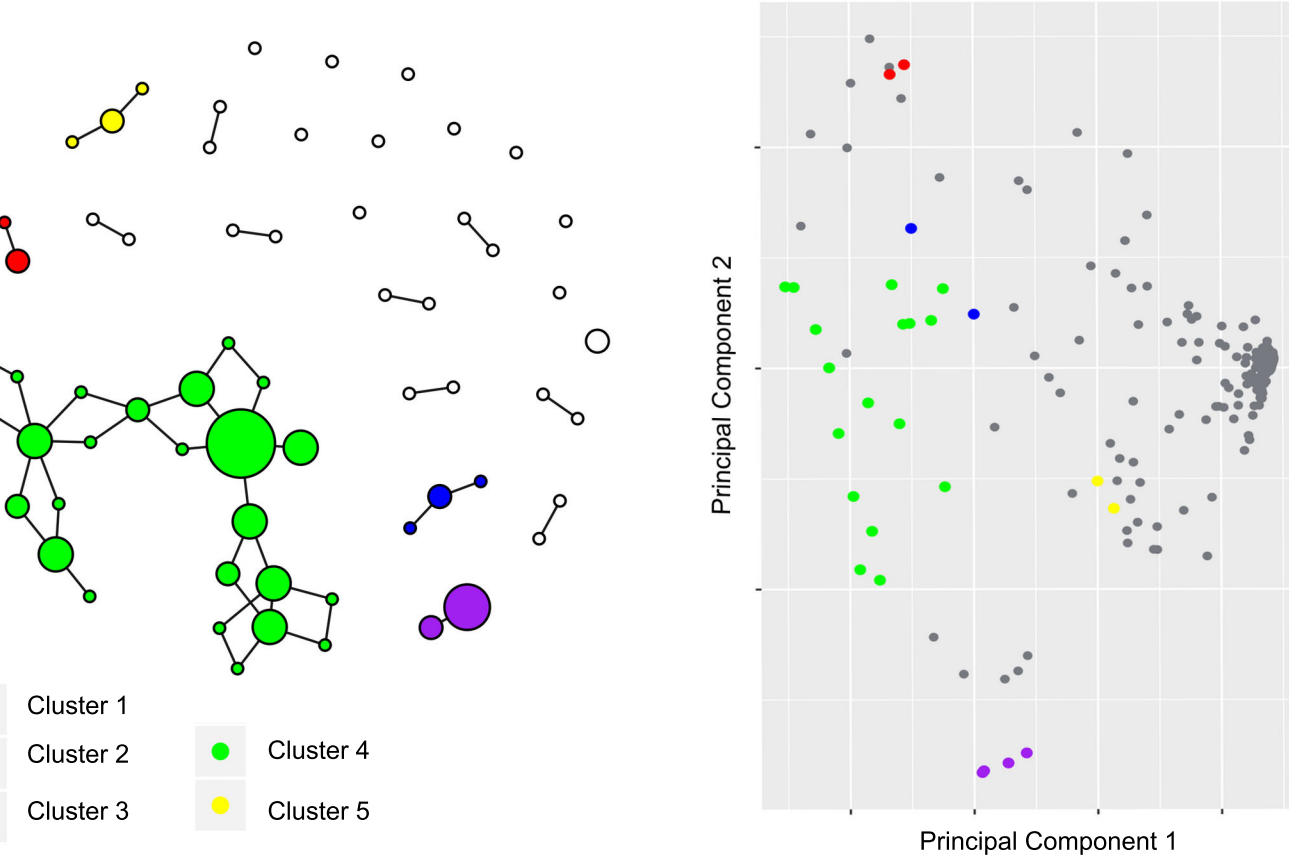 Principal Component 2
Principal Component 1
Cluster 1
Cluster 2
Cluster 3
Cluster 4
Cluster 5